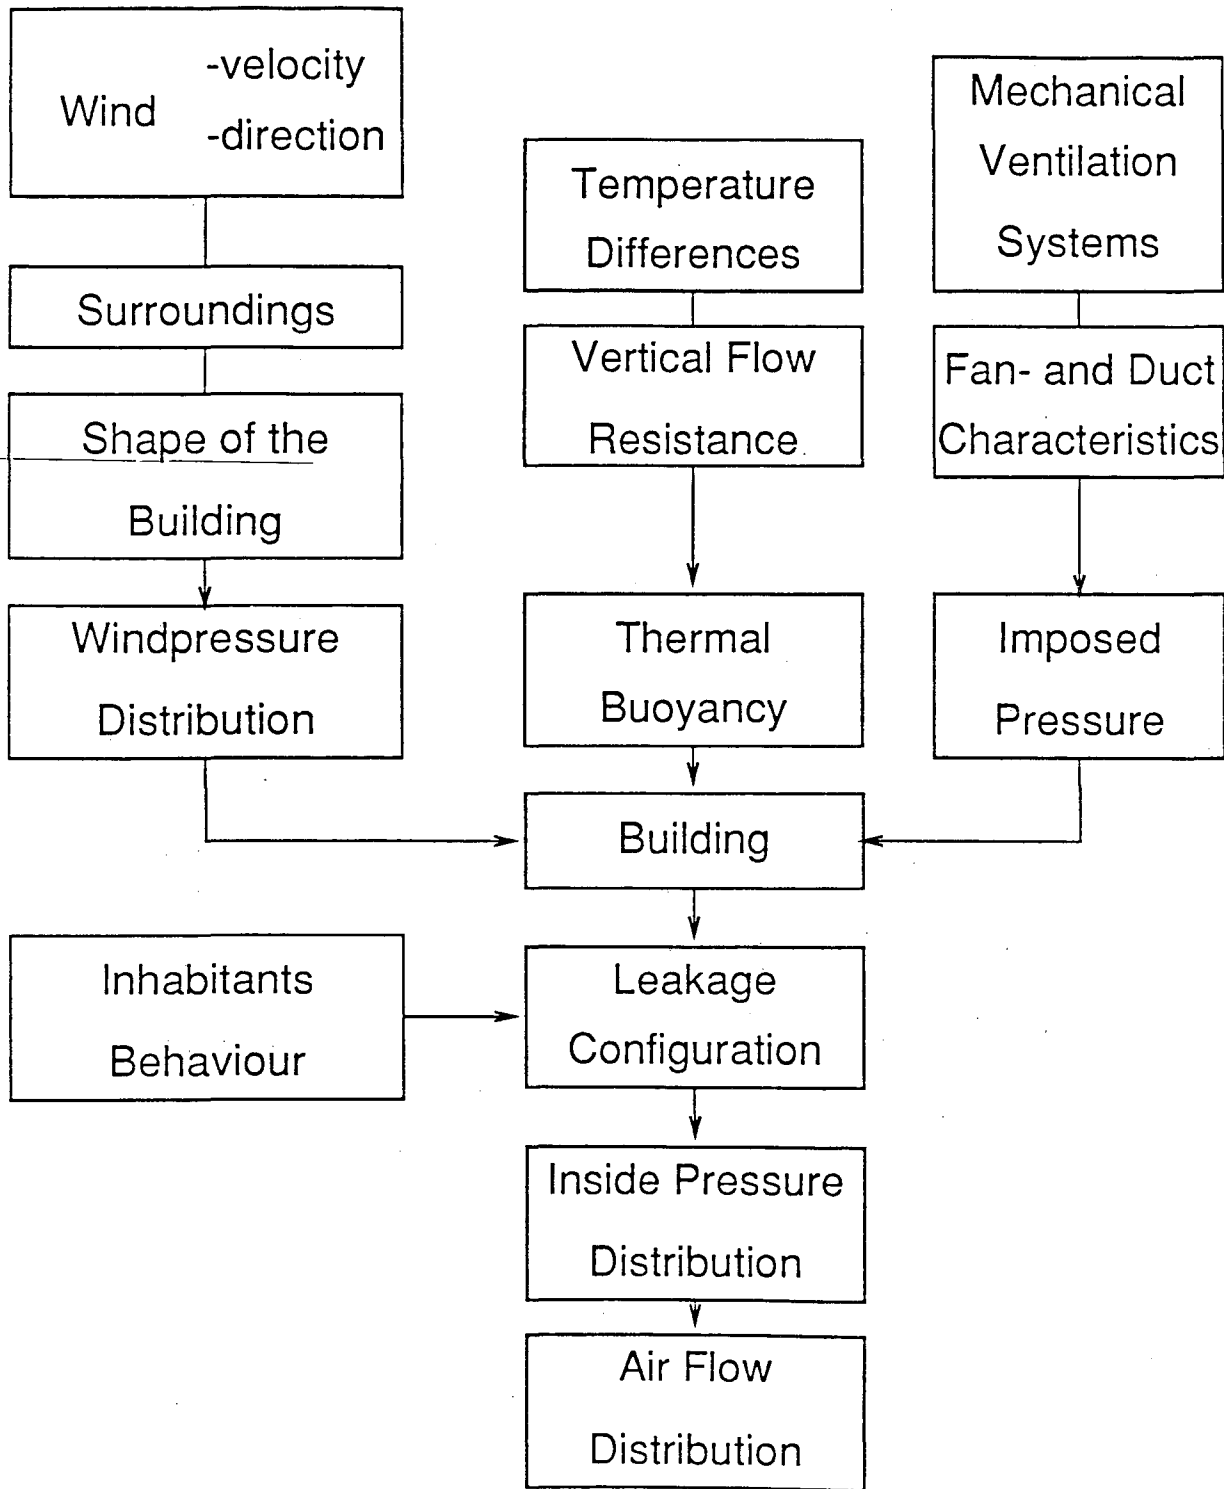 Wind
-velocity
-direction
Surroundings
Shape of the
Building
Windpressure
Distribution
Temperature
Differences
Vertical Flow
Resistance
Thermal
Buoyancy
Mechanical
Ventilation
Systems
Fan- and Duct
Characteristics
Imposed
Pressure
Building
Inhabitants
Behaviour
Leakage
Configuration
Inside Pressure
Distribution
Air Flow
Distribution